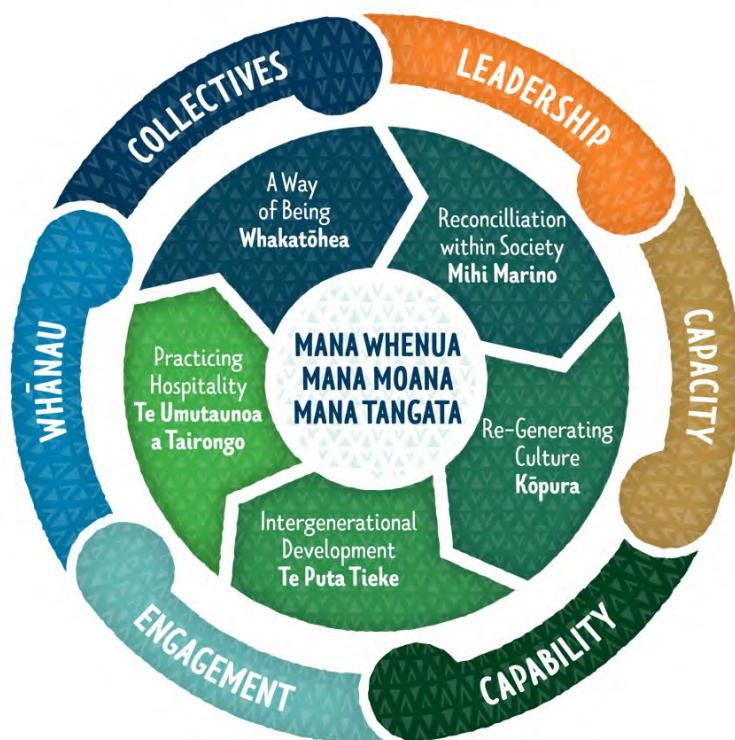 COLLECTIVES
LEADERSHIP
CAPACITY
CAPABILITY
ENGAGEMENT
WHĀNAU
A Way
of Being
Whakatōhea
Reconcilliation
within Society
Mihi Marino
Re-Generating
Culture
Kōpura
Intergenerational
Development
Te Puta Tieke
Practicing
Hospitality
Te Umutaunoa
a Tairongo
MANA WHENUA
MANA MOANA
MANA TANGATA